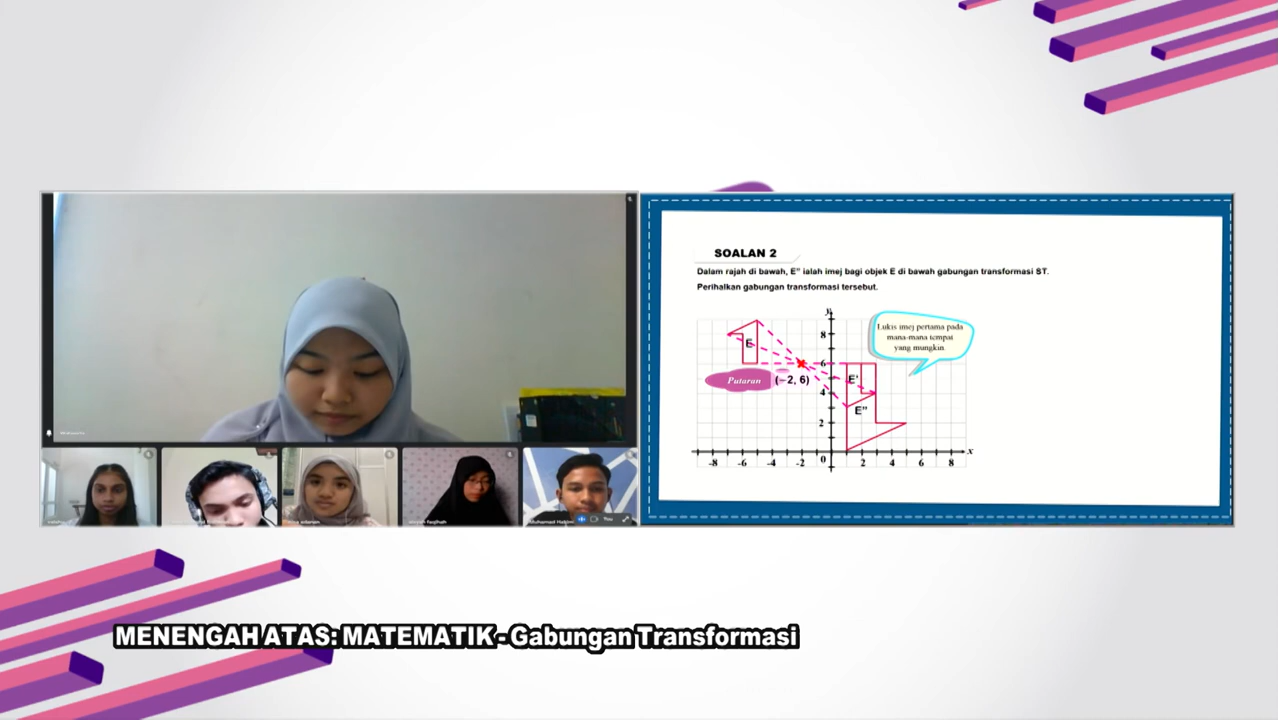 SOALAN 2
Dalam rajah di bawah, E" ialah imej bagi objek E di bawah gabungan transformasi ST.
Perihalkan gabungan transformasi tersebut.
y
Lukis imej pertama pada
mana-mana tempat
yang mungkin
8
E
6
Putaran (−2, 6)
E'
4
E"
2
x
-8 -6 -4 -2 0 2 4 6 8
You
MENENGAH ATAS: MATEMATIK - Gabungan Transformasi